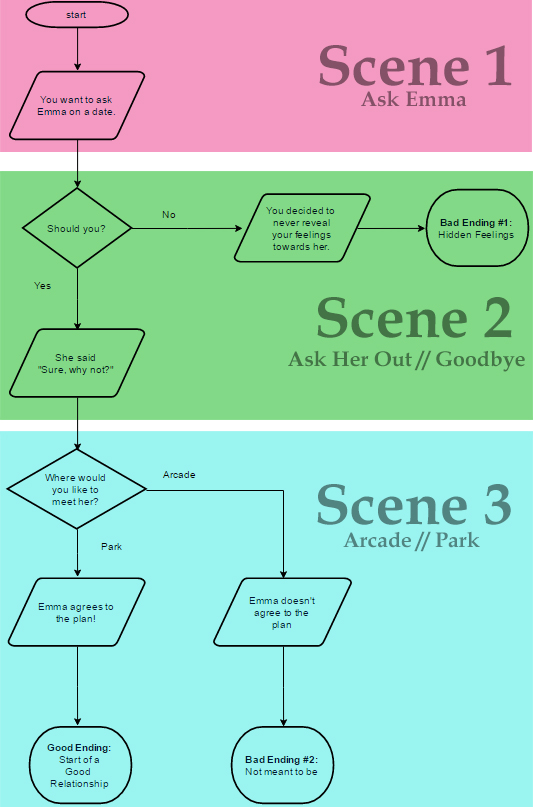 start
Scene 1
Ask Emma
You want to ask
Emma on a date.
Should you?
No
You decided to
never reveal
your feelings
towards her.
Bad Ending #1:
Hidden Feelings
Yes
Scene 2
Ask Her Out // Goodbye
She said
"Sure, why not?"
Where would
you like to
meet her?
Arcade
Scene 3
Arcade // Park
Park
Emma agrees to
the plan!
Emma doesn't
agree to the
plan
Good Ending:
Start of a
Good
Relationship
Bad Ending #2:
Not meant to be